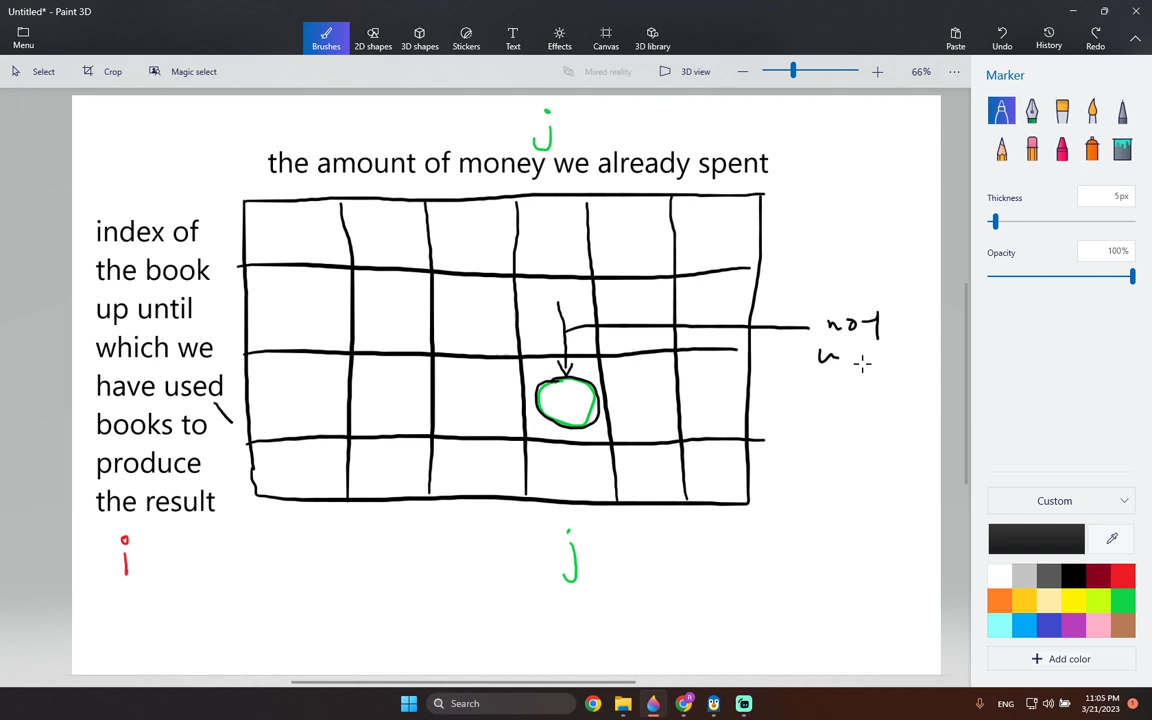 Untitled* - Paint 3D
Menu
Brushes
2D shapes
3D shapes
Stickers
Text
Effects
Canvas
3D library
Paste
Undo
History
Redo
Select
Crop
Magic select
Mixed reality
3D view
66%
Marker
Thickness
5px
Opacity
100%
Custom
Add color
j
the amount of money we already spent
index of
the book
up until
which we
have used
books to
produce
the result
not
u
i
j
Search
ENG
11:05 PM
3/21/2023
1